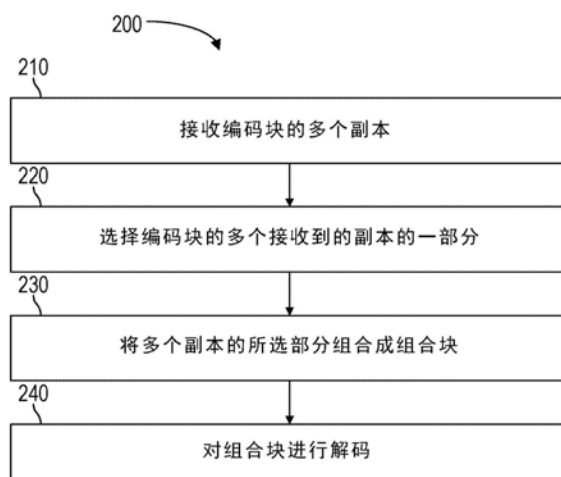 200
210
接收编码块的多个副本
220
选择编码块的多个接收到的副本的一部分
230
将多个副本的所选部分组合成组合块
240
对组合块进行解码